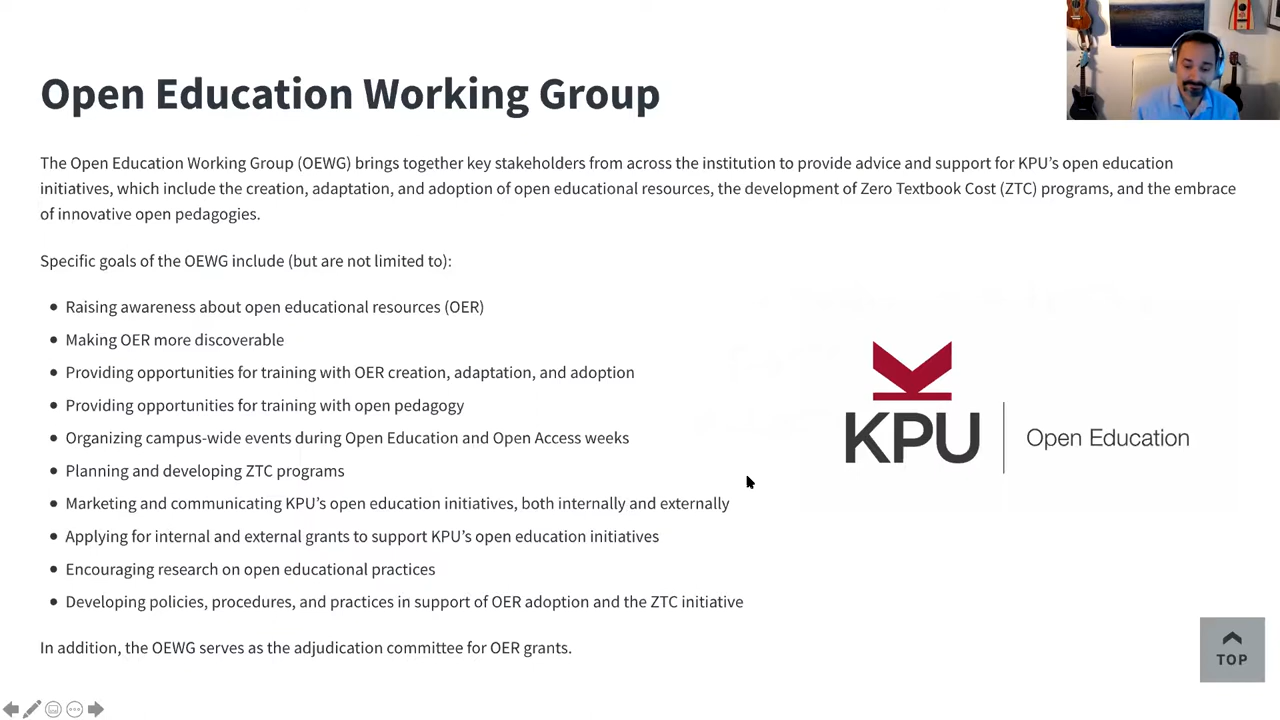 Open Education Working Group
The Open Education Working Group (OEWG) brings together key stakeholders from across the institution to provide advice and support for KPU’s open education
initiatives, which include the creation, adaptation, and adoption of open educational resources, the development of Zero Textbook Cost (ZTC) programs, and the embrace
of innovative open pedagogies.
Specific goals of the OEWG include (but are not limited to):
• Raising awareness about open educational resources (OER)
• Making OER more discoverable
• Providing opportunities for training with OER creation, adaptation, and adoption
• Providing opportunities for training with open pedagogy
• Organizing campus-wide events during Open Education and Open Access weeks
• Planning and developing ZTC programs
• Marketing and communicating KPU’s open education initiatives, both internally and externally
• Applying for internal and external grants to support KPU’s open education initiatives
• Encouraging research on open educational practices
• Developing policies, procedures, and practices in support of OER adoption and the ZTC initiative
In addition, the OEWG serves as the adjudication committee for OER grants.
KPU | Open Education
TOP